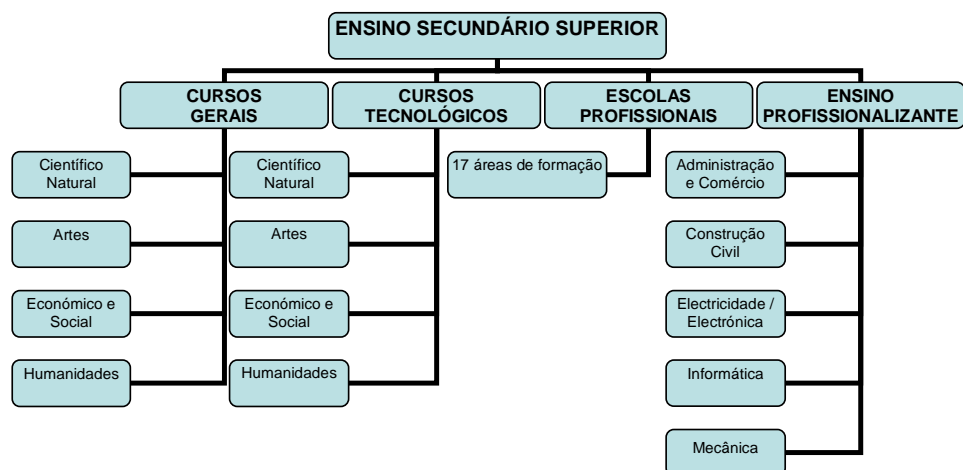 ENSINO SECUNDÁRIO SUPERIOR
CURSOS
GERAIS
CURSOS
TECNOLÓGICOS
ESCOLAS
PROFISSIONAIS
ENSINO
PROFISSIONALIZANTE
Científico
Natural
Artes
Económico e
Social
Humanidades
Científico
Natural
Artes
Económico e
Social
Humanidades
17 áreas de formação
Administração
e Comércio
Construção
Civil
Electricidade /
Electrónica
Informática
Mecânica